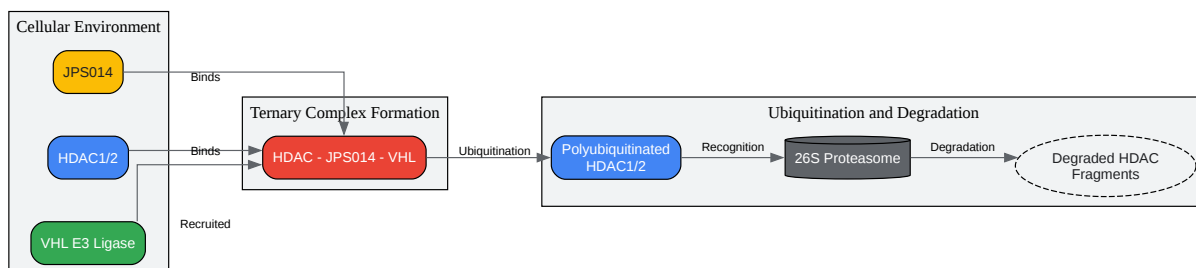 Cellular Environment
JPS014
Binds
Ternary Complex Formation
Ubiquitination and Degradation
HDAC1/2
Binds
HDAC - JPS014 - VHL
Ubiquitination
Polyubiquitinated
HDAC1/2
Recognition
26S Proteasome
Degradation
Degraded HDAC
Fragments
Recruited
VHL E3 Ligase